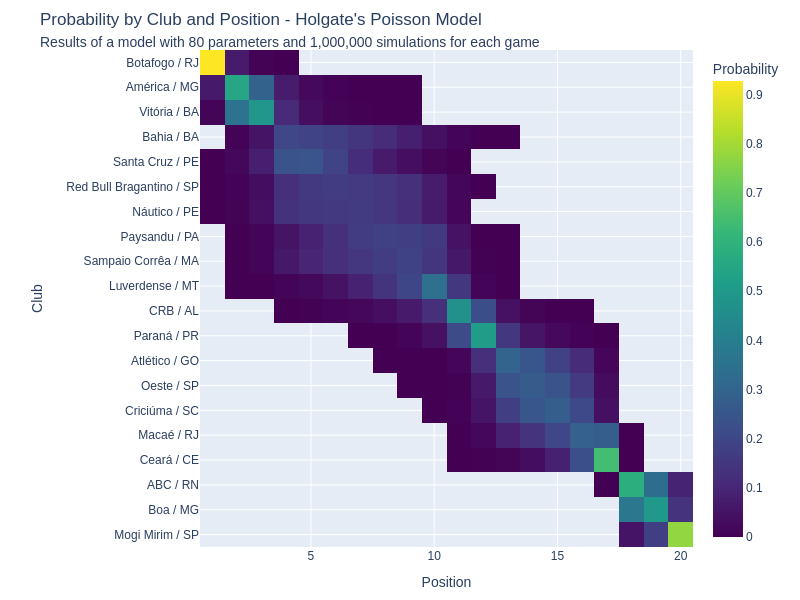 Probability by Club and Position - Holgate's Poisson Model
Results of a model with 80 parameters and 1,000,000 simulations for each game
Probability
Botafogo / RJ
América / MG
Vitória / BA
Bahia / BA
Santa Cruz / PE
Red Bull Bragantino / SP
Náutico / PE
Paysandu / PA
Sampaio Corrêa / MA
Luverdense / MT
CRB / AL
Paraná / PR
Atlético / GO
Oeste / SP
Criciúma / SC
Macaé / RJ
Ceará / CE
ABC / RN
Boa / MG
Mogi Mirim / SP
Club
5 10 15 20
Position
0.9
0.8
0.7
0.6
0.5
0.4
0.3
0.2
0.1
0